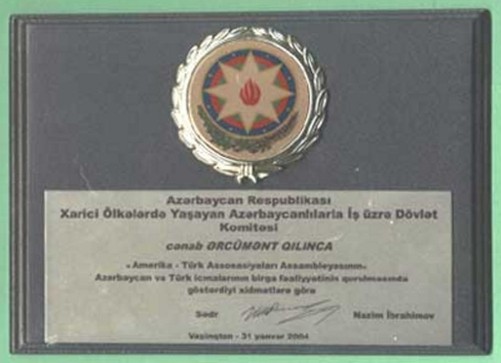 Azərbaycan Respublikası
Xarici Ölkələrdə Yaşayan Azərbaycanlılarla İş üzrə Dövlət
Komitəsi
cənab ƏRCÜMƏNT QILINCA
«Amerika - Türk Assosasiyaları Assambleyasının»
Azərbaycan və Türk icmalarının birgə fəaliyyətinin qurulmasında
göstərdiyi xidmətlərə görə
Sədr Nazim İbrahimov
Vaşinqton - 31 yanvar 2004